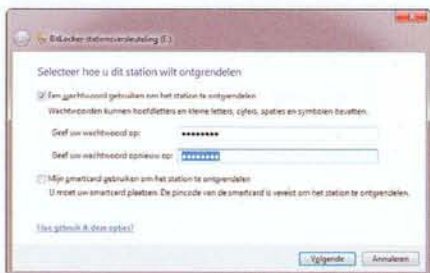 BitLocker-stationsversleuteling (E:)
Selecteer hoe u dit station wilt ontgrendelen
Een wachtwoord gebruiken om het station te ontgrendelen
Wachtwoorden kunnen hoofdletters en kleine letters, cijfers, spaties en symbolen bevatten.
Geef uw wachtwoord op: ••••••••
Geef uw wachtwoord opnieuw op: ••••••••
Mijn smartcard gebruiken om het station te ontgrendelen
U moet uw smartcard plaatsen. De pincode van de smartcard is vereist om het station te ontgrendelen.
Hoe gebruik ik deze opties?
Volgende Annuleren